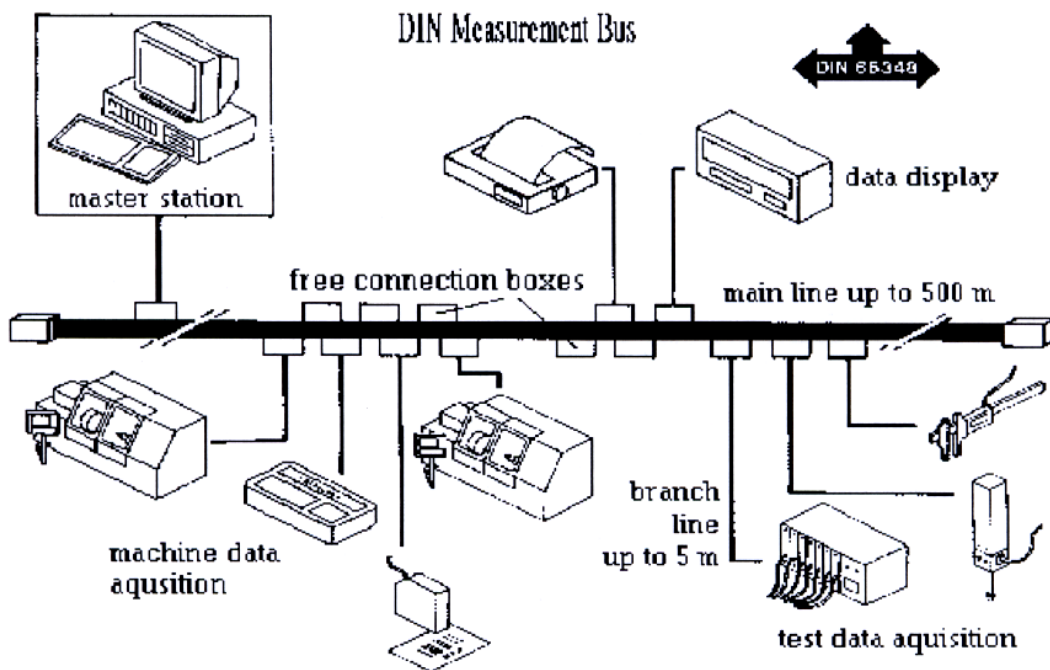 DIN Measurement Bus
DIN 66348
master station
data display
free connection boxes
main line up to 500 m
machine data
aqusition
branch
line
up to 5 m
test data aquisition